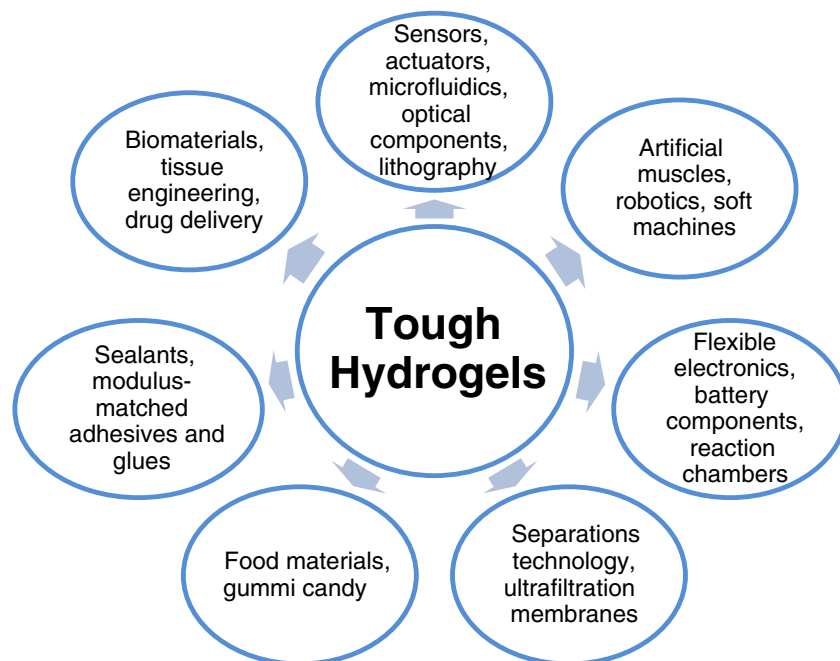 Sensors,
actuators,
microfluidics,
optical
components,
lithography
Artificial
muscles,
robotics, soft
machines
Flexible
electronics,
battery
components,
reaction
chambers
Separations
technology,
ultrafiltration
membranes
Food materials,
gummi candy
Sealants,
modulus-
matched
adhesives and
glues
Biomaterials,
tissue
engineering,
drug delivery
Tough
Hydrogels